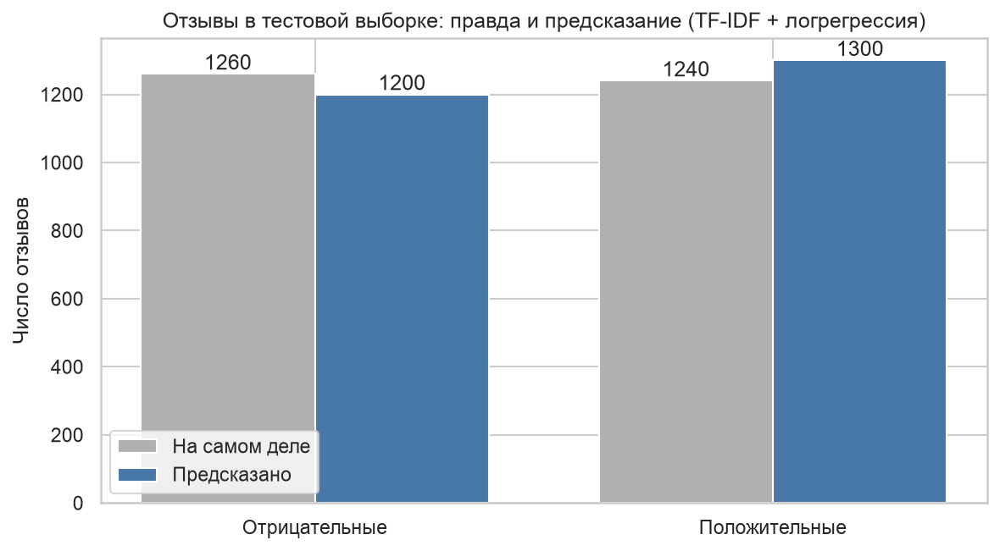 Отзывы в тестовой выборке: правда и предсказание (TF-IDF + логрегрессия)
Число отзывов
1200
1000
800
600
400
200
0
1260
1200
1240
1300
На самом деле
Предсказано
Отрицательные
Положительные